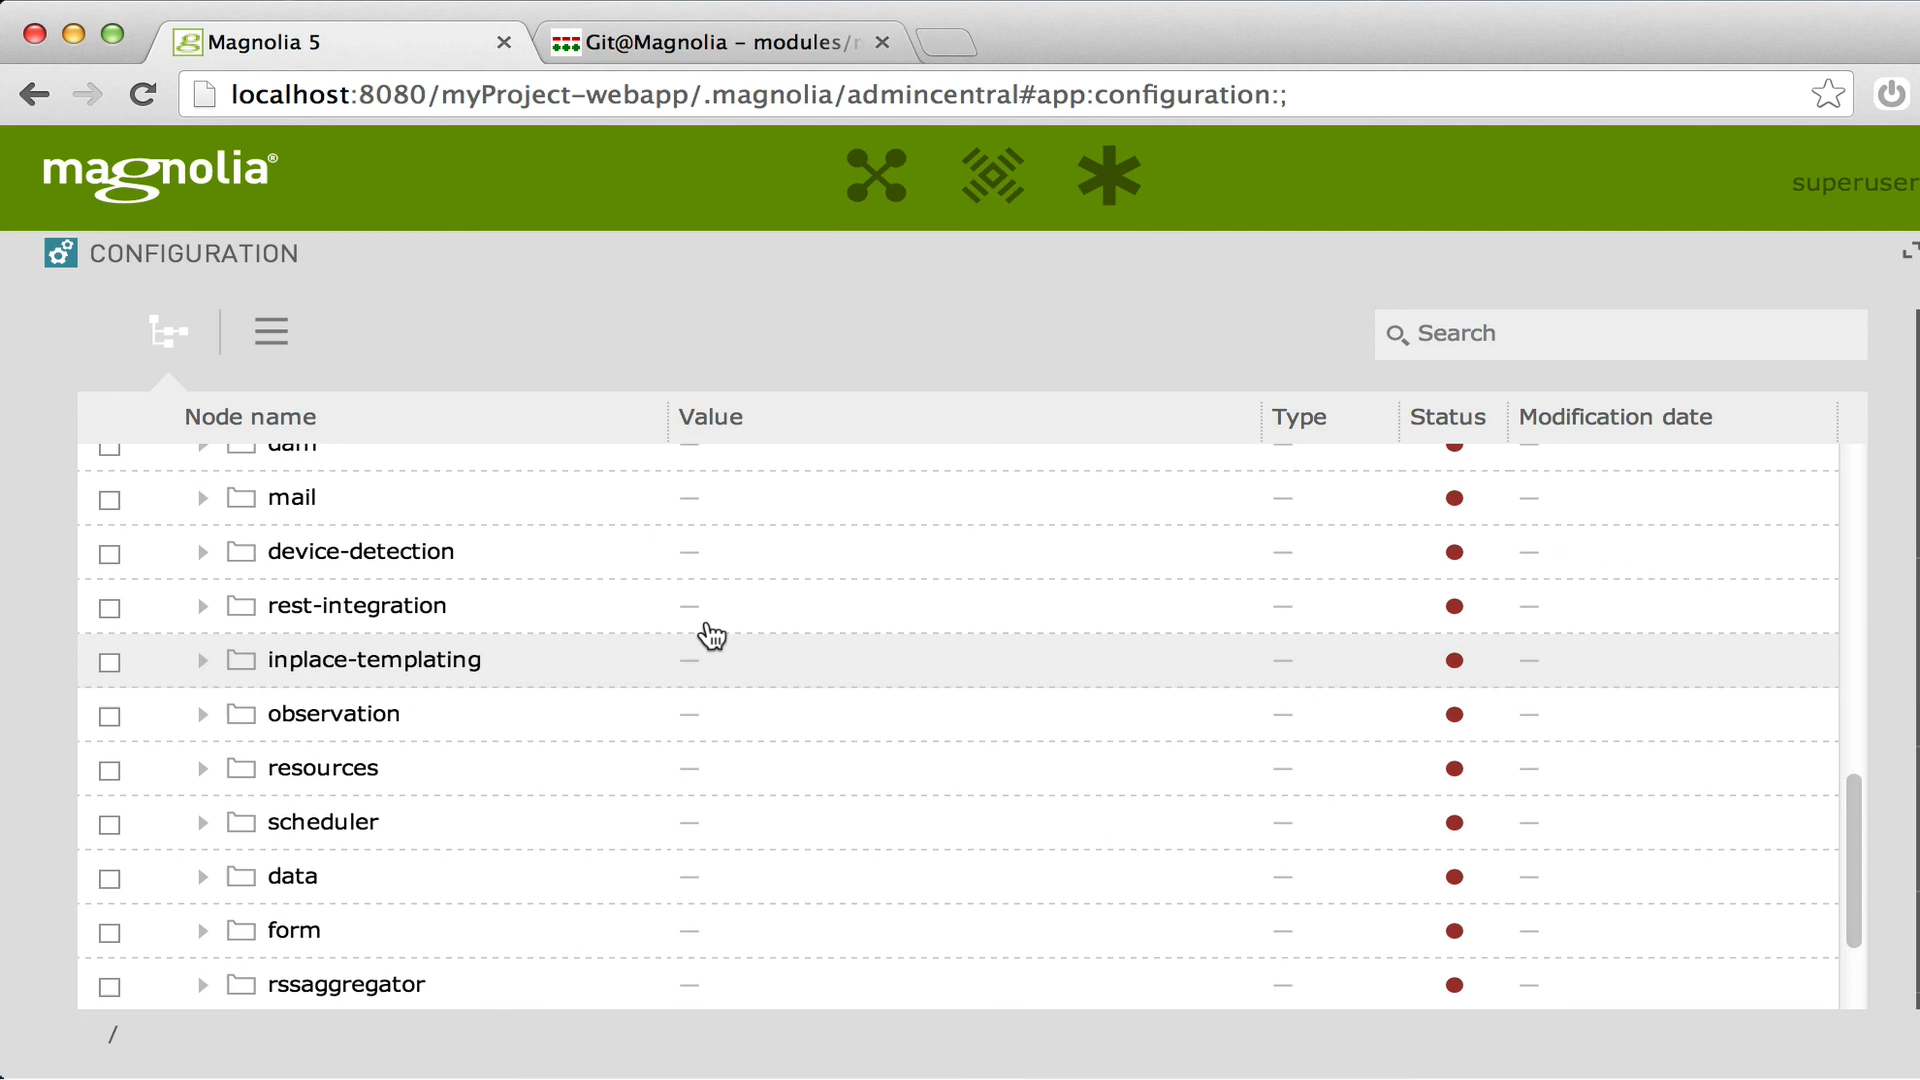 Magnolia 5
Git@Magnolia – modules/r
localhost:8080/myProject-webapp/.magnolia/admincentral#app:configuration:;
magnolia®
superuser
CONFIGURATION
Search
Node name Value Type Status Modification date
dam — — —
mail — — —
device-detection — — —
rest-integration — — —
inplace-templating — — —
observation — — —
resources — — —
scheduler — — —
data — — —
form — — —
rssaggregator — — —
/